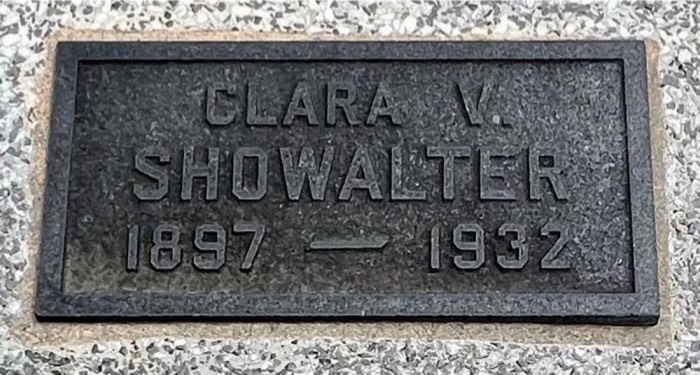 CLARA V.
SHOWALTER
1897 — 1932